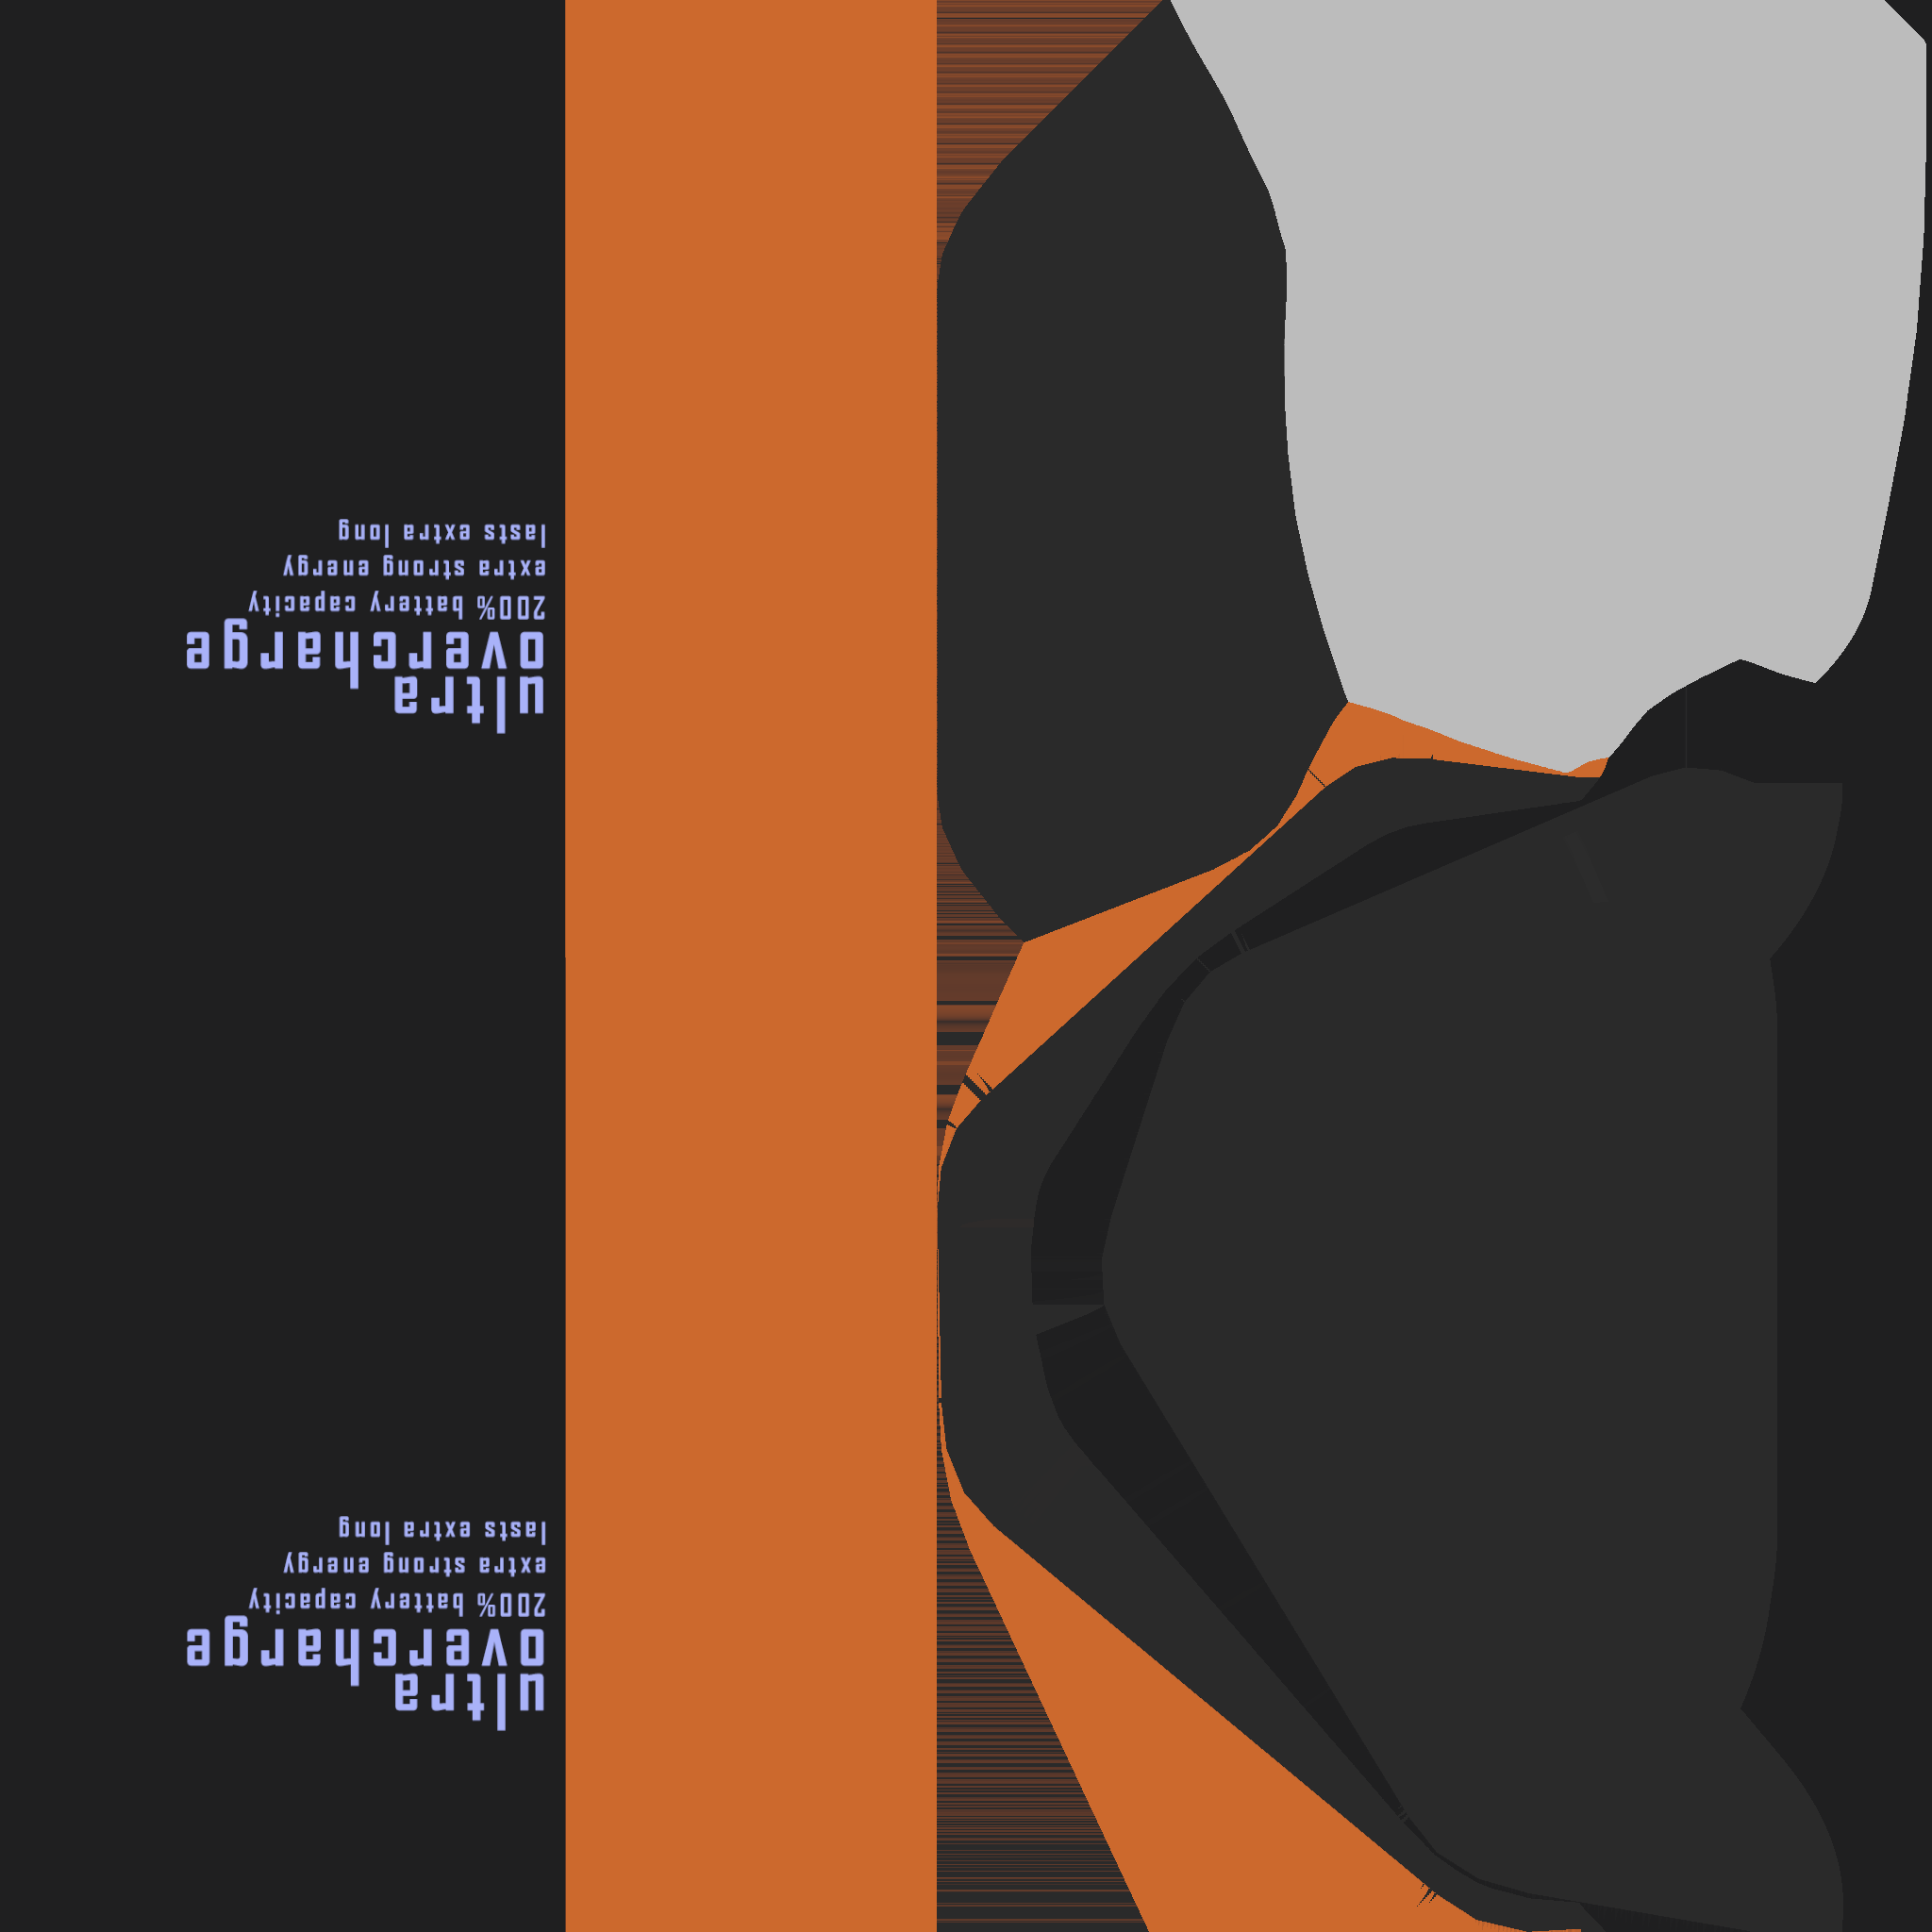 ultra
overcharge
200% battery capacity
extra strong energy
lasts extra long
ultra
overcharge
200% battery capacity
extra strong energy
lasts extra long